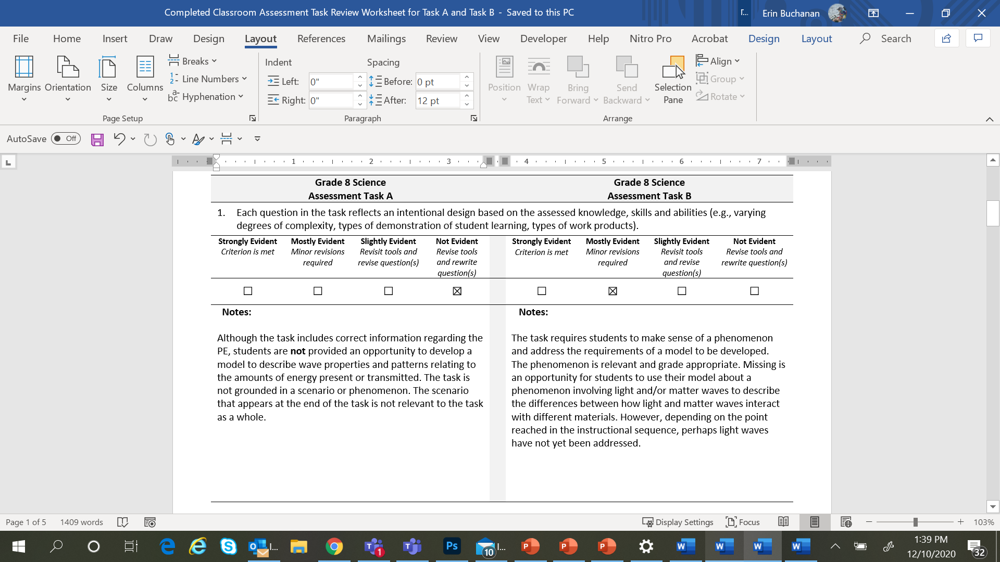 Completed Classroom Assessment Task Review Worksheet for Task A and Task B - Saved to this PC
T...
Erin Buchanan
File Home Insert Draw Design Layout References Mailings Review View Developer Help Nitro Pro Acrobat Design Layout Search
Margins
Orientation
Size
Columns
Breaks
Line Numbers
Hyphenation
Page Setup
Indent
Left: 0"
Right: 0"
Spacing
Before: 0 pt
After: 12 pt
Paragraph
Position
Wrap
Text
Bring
Forward
Send
Backward
Selection
Pane
Align
Group
Rotate
Arrange
AutoSave Off
1 2 3 4 5 6 7
Grade 8 Science
Assessment Task A
Grade 8 Science
Assessment Task B
1. Each question in the task reflects an intentional design based on the assessed knowledge, skills and abilities (e.g., varying
degrees of complexity, types of demonstration of student learning, types of work products).
Strongly Evident
Criterion is met
Mostly Evident
Minor revisions
required
Slightly Evident
Revisit tools and
revise question(s)
Not Evident
Revise tools
and rewrite
question(s)
Strongly Evident
Criterion is met
Mostly Evident
Minor revisions
required
Slightly Evident
Revisit tools
and revise
question(s)
Not Evident
Revise tools and
rewrite question(s)
☐ ☐ ☐ ☒ ☐ ☒ ☐ ☐
Notes:
Although the task includes correct information regarding the
PE, students are not provided an opportunity to develop a
model to describe wave properties and patterns relating to
the amounts of energy present or transmitted. The task is
not grounded in a scenario or phenomenon. The scenario
that appears at the end of the task is not relevant to the task
as a whole.
Notes:
The task requires students to make sense of a phenomenon
and address the requirements of a model to be developed.
The phenomenon is relevant and grade appropriate. Missing is
an opportunity for students to use their model about a
phenomenon involving light and/or matter waves to describe
the differences between how light and matter waves interact
with different materials. However, depending on the point
reached in the instructional sequence, perhaps light waves
have not yet been addressed.
Page 1 of 5 1409 words
Display Settings Focus 103%
I...
1
Ps
10
I...
1:39 PM
12/10/2020
32